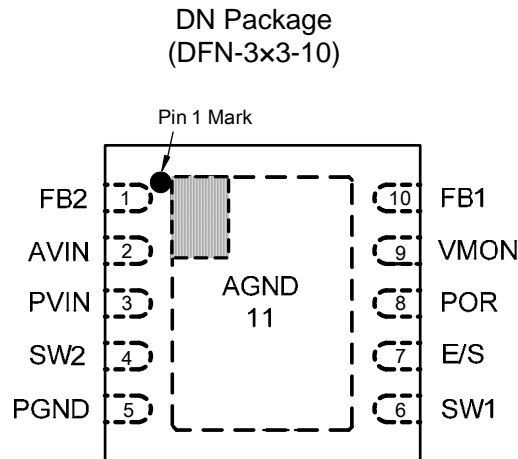 DN Package
(DFN-3×3-10)
Pin 1 Mark
FB2 1 10 FB1
AVIN 2 9 VMON
PVIN 3 AGND 8 POR
11
SW2 4 7 E/S
PGND 5 6 SW1